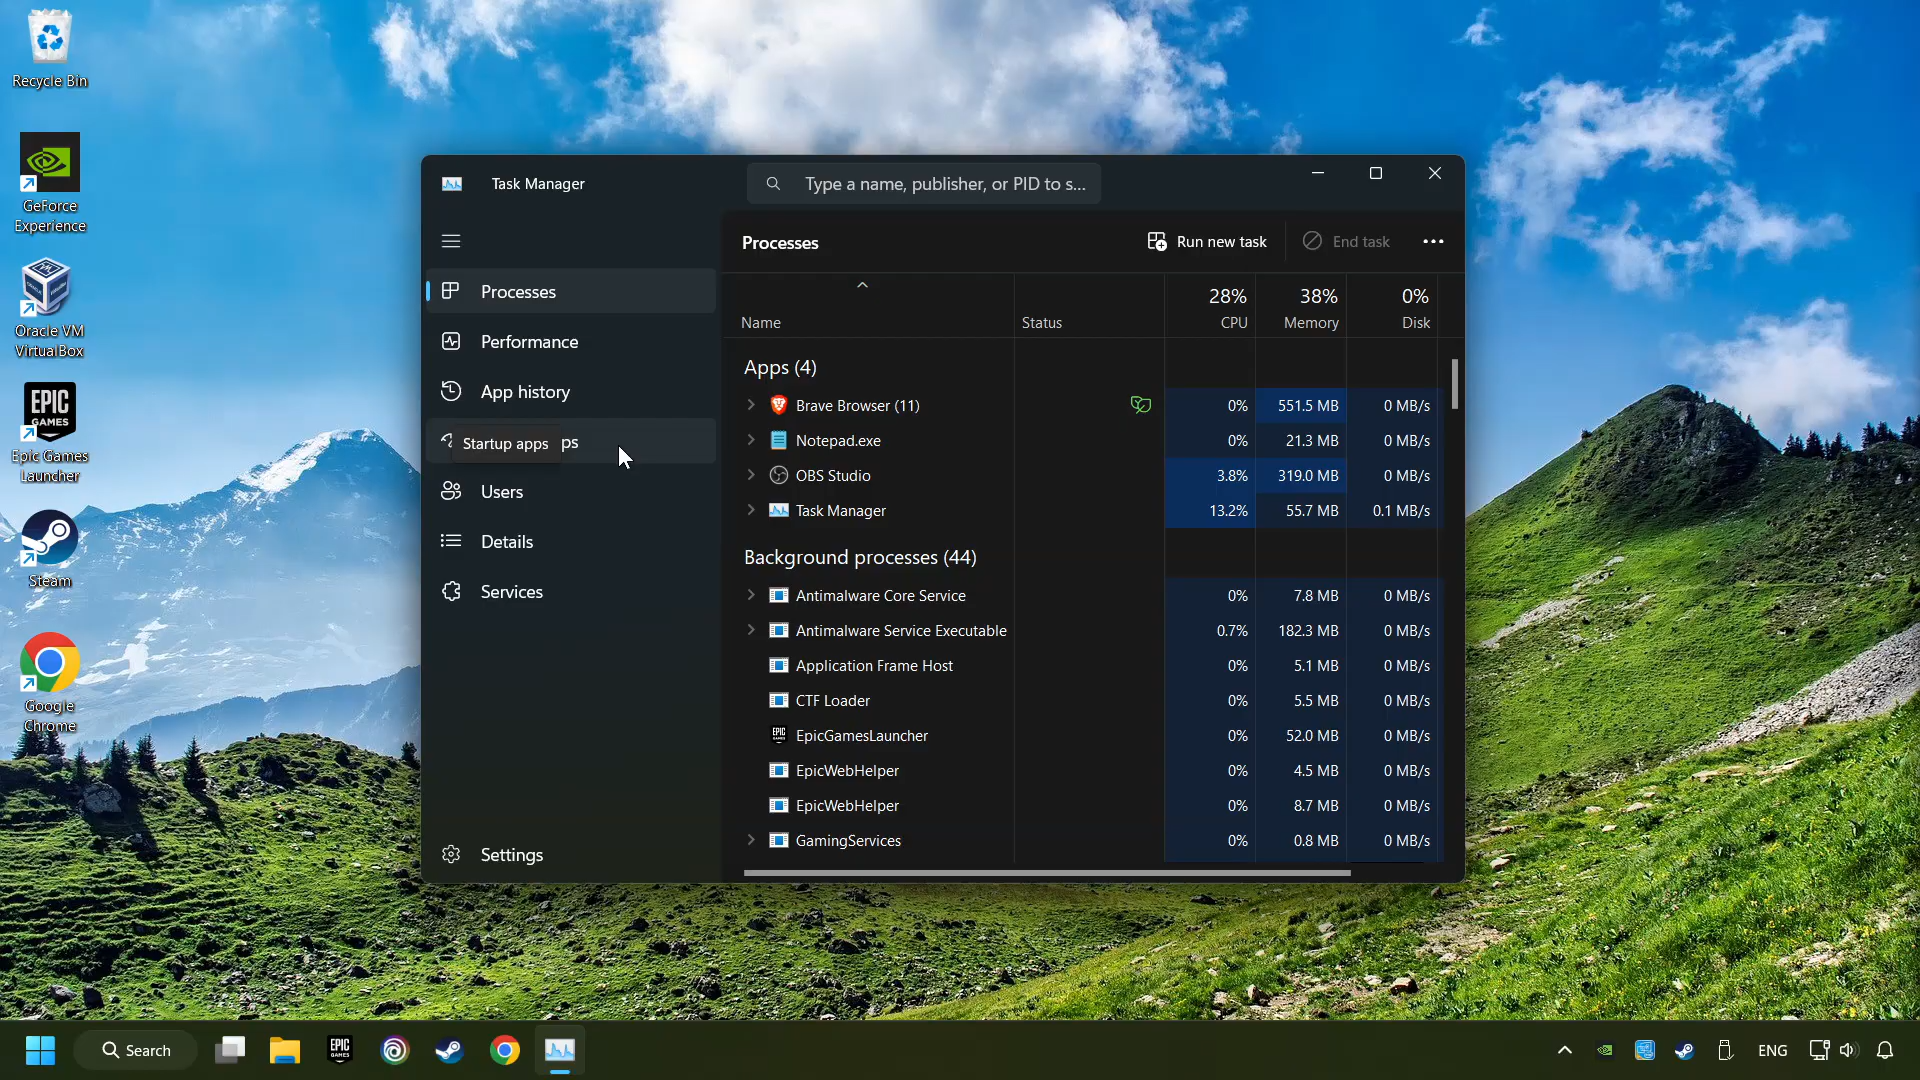 Recycle Bin
GeForce
Experience
Oracle VM
VirtualBox
EPIC
GAMES
Epic Games
Launcher
Steam
Google
Chrome
Task Manager
Type a name, publisher, or PID to s...
Processes
Performance
App history
Startup apps
ps
Users
Details
Services
Settings
Processes
Run new task
End task
Name
Status
28%
CPU
38%
Memory
0%
Disk
Apps (4)
Brave Browser (11) 0% 551.5 MB 0 MB/s
Notepad.exe 0% 21.3 MB 0 MB/s
OBS Studio 3.8% 319.0 MB 0 MB/s
Task Manager 13.2% 55.7 MB 0.1 MB/s
Background processes (44)
Antimalware Core Service 0% 7.8 MB 0 MB/s
Antimalware Service Executable 0.7% 182.3 MB 0 MB/s
Application Frame Host 0% 5.1 MB 0 MB/s
CTF Loader 0% 5.5 MB 0 MB/s
EpicGamesLauncher 0% 52.0 MB 0 MB/s
EpicWebHelper 0% 4.5 MB 0 MB/s
EpicWebHelper 0% 8.7 MB 0 MB/s
GamingServices 0% 0.8 MB 0 MB/s
Search
EPIC
GAMES
ENG